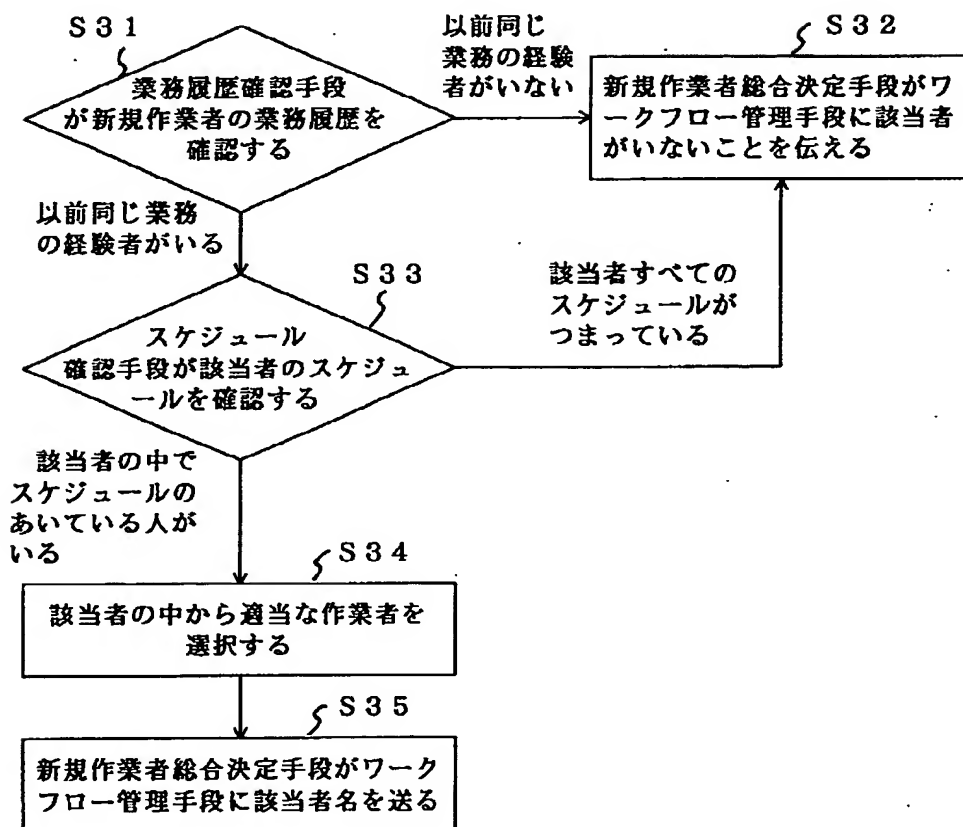 S31
業務履歴確認手段
が新規作業者の業務履歴を
確認する
以前同じ
業務の経験
者がいない
S32
新規作業者総合決定手段がワ
ークフロー管理手段に該当者
がいないことを伝える
以前同じ業務
の経験者がいる
S33
スケジュール
確認手段が該当者のスケジュ
ールを確認する
該当者すべての
スケジュールが
つまっている
該当者の中で
スケジュールの
あいている人が
いる
S34
該当者の中から適当な作業者を
選択する
S35
新規作業者総合決定手段がワーク
フロー管理手段に該当者名を送る